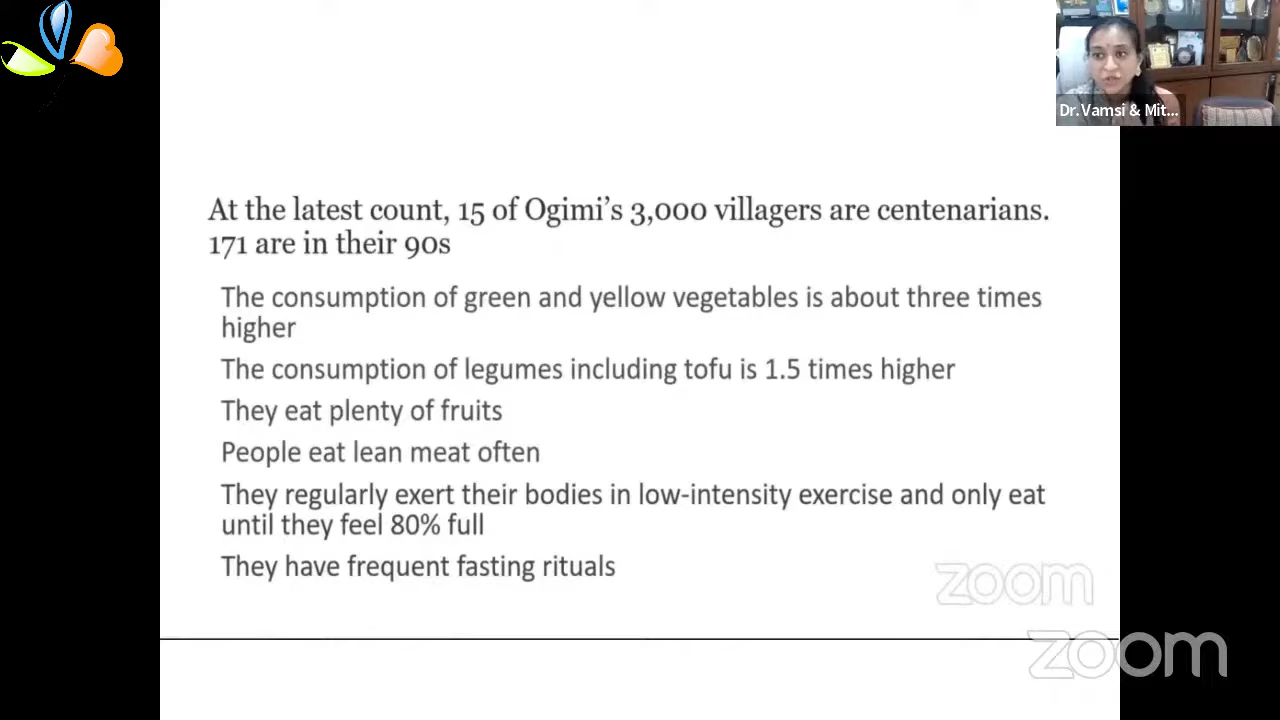 Dr.Vamsi & Mit...
At the latest count, 15 of Ogimi's 3,000 villagers are centenarians.
171 are in their 90s
The consumption of green and yellow vegetables is about three times
higher
The consumption of legumes including tofu is 1.5 times higher
They eat plenty of fruits
People eat lean meat often
They regularly exert their bodies in low-intensity exercise and only eat
until they feel 80% full
They have frequent fasting rituals
zoom
zoom